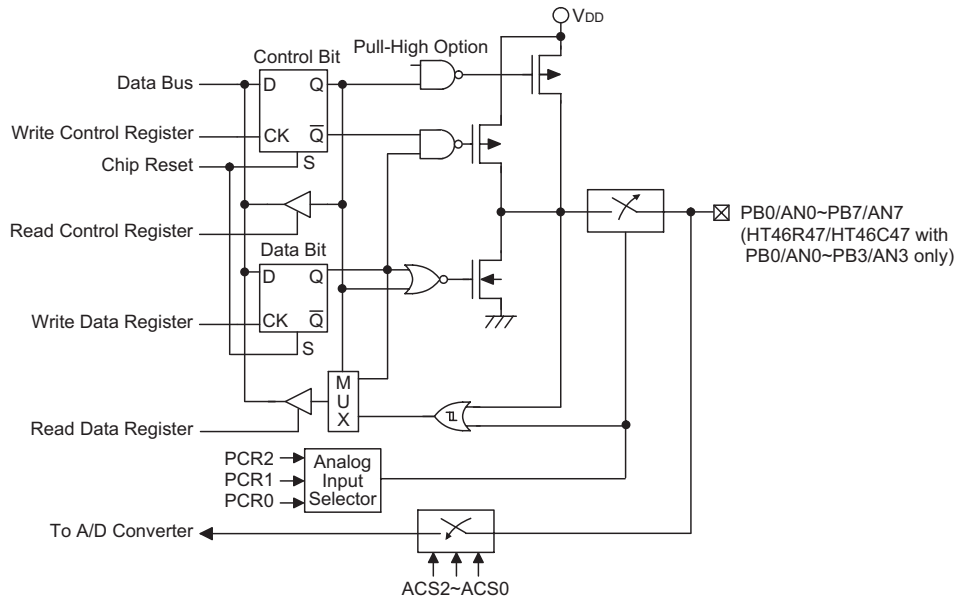 VDD
Control Bit
Pull-High Option
Data Bus
D
Q
Write Control Register
CK
Q
Chip Reset
S
Read Control Register
PB0/AN0~PB7/AN7
(HT46R47/HT46C47 with
PB0/AN0~PB3/AN3 only)
Data Bit
D
Q
Write Data Register
CK
Q
S
M
U
X
Read Data Register
PCR2
PCR1
PCR0
Analog
Input
Selector
To A/D Converter
ACS2~ACS0